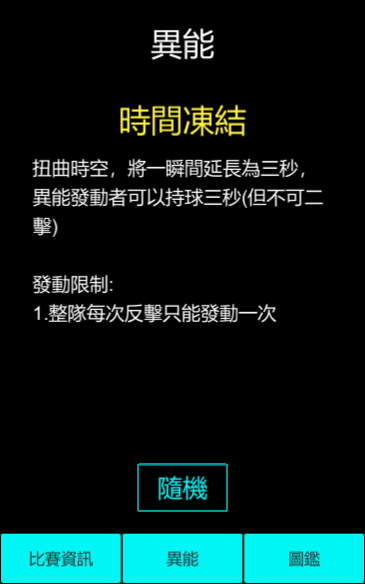 異能
時間凍結
扭曲時空，將一瞬間延長為三秒，
異能發動者可以持球三秒(但不可二
擊)
發動限制:
1.整隊每次反擊只能發動一次
隨機
比賽資訊
異能
圖鑑